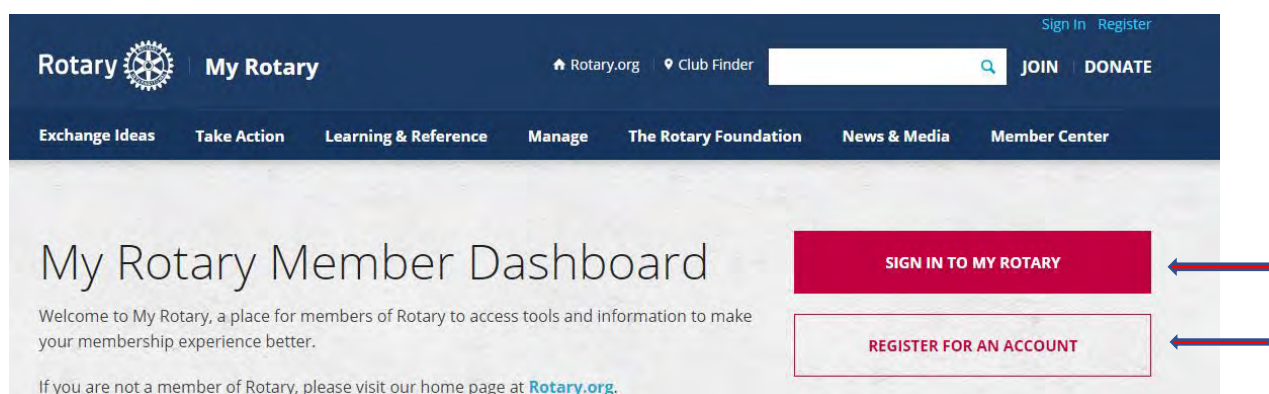 Sign In Register
Rotary My Rotary Rotary.org Club Finder JOIN DONATE
Exchange Ideas Take Action Learning & Reference Manage The Rotary Foundation News & Media Member Center
My Rotary Member Dashboard
SIGN IN TO MY ROTARY
Welcome to My Rotary, a place for members of Rotary to access tools and information to make
your membership experience better.
REGISTER FOR AN ACCOUNT
If you are not a member of Rotary, please visit our home page at Rotary.org.